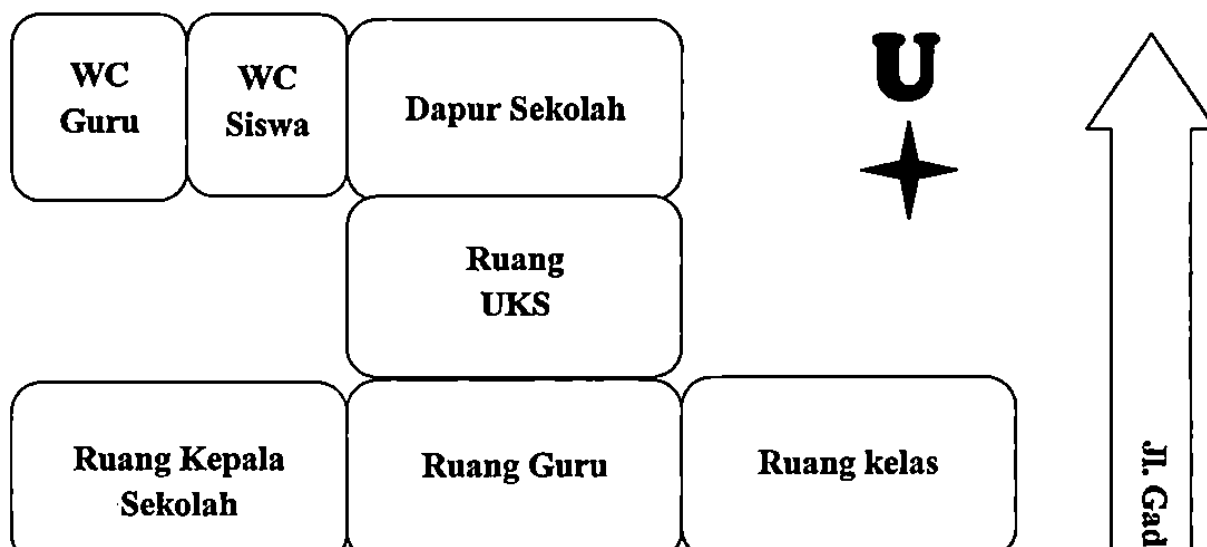 WC
Guru
WC
Siswa
Dapur Sekolah
U
Ruang
UKS
Ruang Kepala
Sekolah
Ruang Guru
Ruang kelas
Jl. Gad